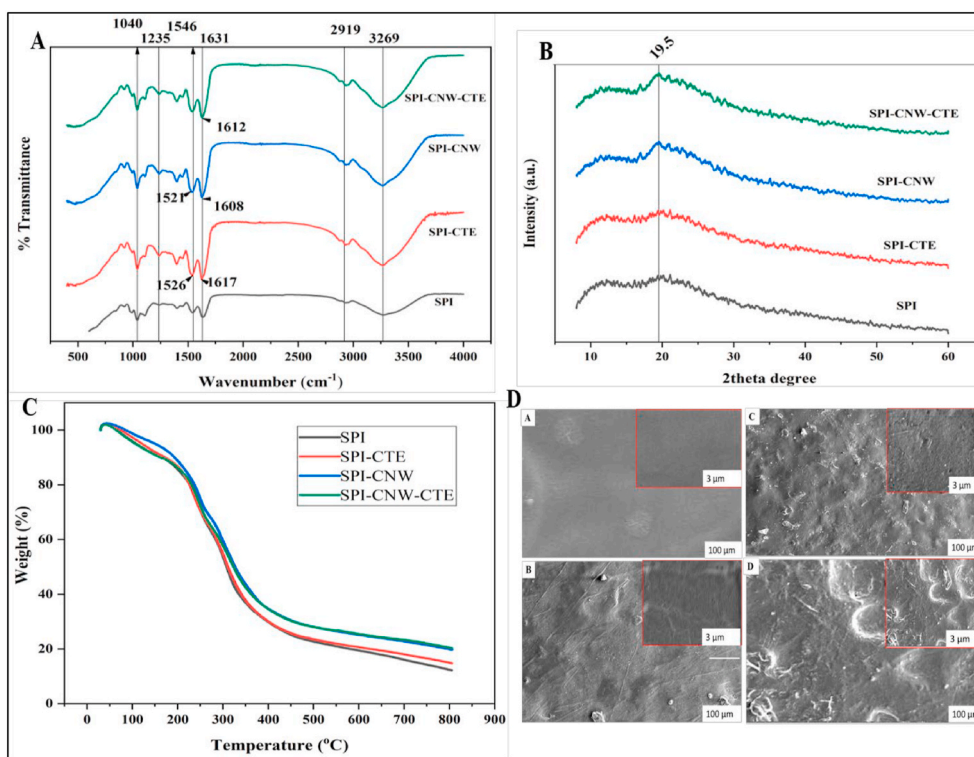 A
1040
1235
1546
1631
2919
3269
SPI-CNW-CTE
1612
SPI-CNW
1521
1608
SPI-CTE
1526
1617
SPI
% Transmittance
500 1000 1500 2000 2500 3000 3500 4000
Wavenumber (cm-1)
B
19.5
SPI-CNW-CTE
SPI-CNW
SPI-CTE
SPI
Intensity (a.u.)
10 20 30 40 50 60
2theta degree
C
SPI
SPI-CTE
SPI-CNW
SPI-CNW-CTE
100
80
60
40
20
0
Weight (%)
0 100 200 300 400 500 600 700 800 900
Temperature (oC)
D
A
3 μm
100 μm
C
3 μm
100 μm
B
3 μm
100 μm
D
3 μm
100 μm